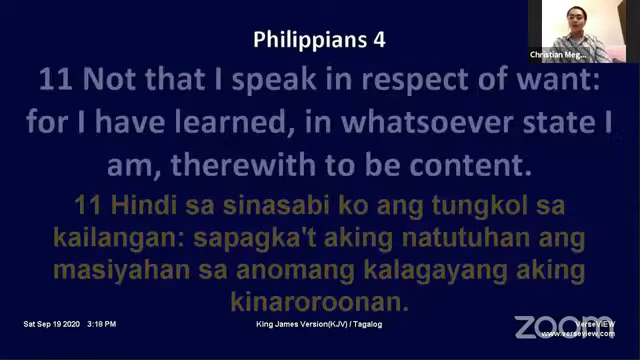 Philippians 4
Christian Meg...
11 Not that I speak in respect of want:
for I have learned, in whatsoever state I
am, therewith to be content.
11 Hindi sa sinasabi ko ang tungkol sa
kailangan: sapagka't aking natutuhan ang
masiyahan sa anomang kalagayang aking
kinaroroonan.
Sat Sep 19 2020 3:18 PM
King James Version(KJV) / Tagalog
zoom
VerseVIEW
www.verseview.com